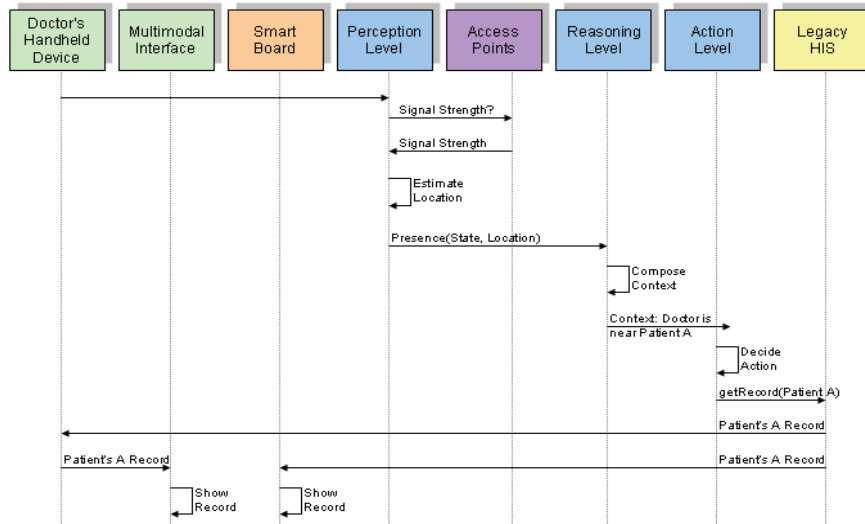 Doctor's
Handheld
Device
Multimodal
Interface
Smart
Board
Perception
Level
Access
Points
Reasoning
Level
Action
Level
Legacy
HIS
Signal Strength?
Signal Strength
Estimate
Location
Presence(State, Location)
Compose
Context
Context: Doctor is
near Patient A
Decide
Action
getRecord(Patient A)
Patient's A Record
Patient's A Record
Patient's A Record
Show
Record
Show
Record